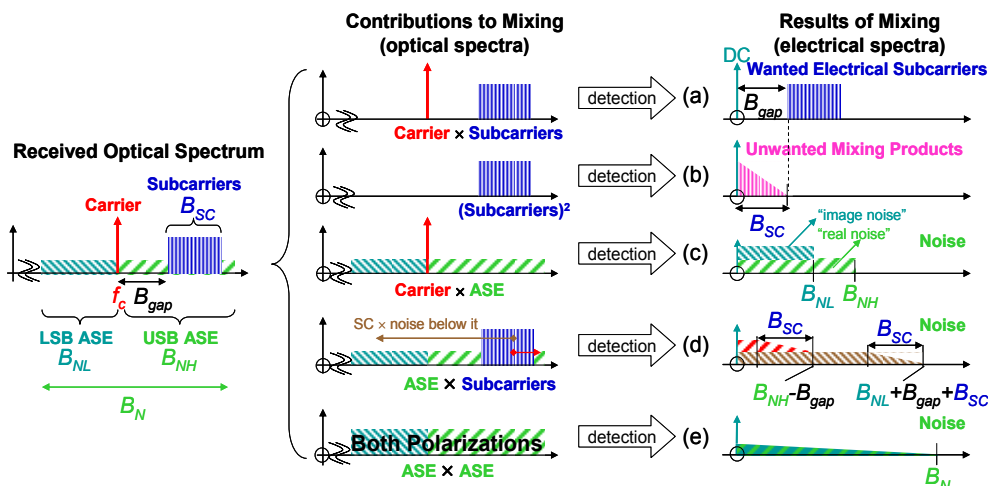 Contributions to Mixing
(optical spectra)
Results of Mixing
(electrical spectra)
Received Optical Spectrum
Subcarriers
B_SC
Carrier
f_c
B_gap
LSB ASE
B_NL
USB ASE
B_NH
B_N
Carrier × Subcarriers
detection
(a)
DC
Wanted Electrical Subcarriers
B_gap
(Subcarriers)²
detection
(b)
Unwanted Mixing Products
B_SC
Carrier × ASE
detection
(c)
“image noise”
“real noise”
Noise
B_NL
B_NH
SC × noise below it
ASE × Subcarriers
detection
(d)
B_SC
B_SC
Noise
B_NH-B_gap
B_NL+B_gap+B_SC
Both Polarizations
ASE × ASE
detection
(e)
Noise
B_N